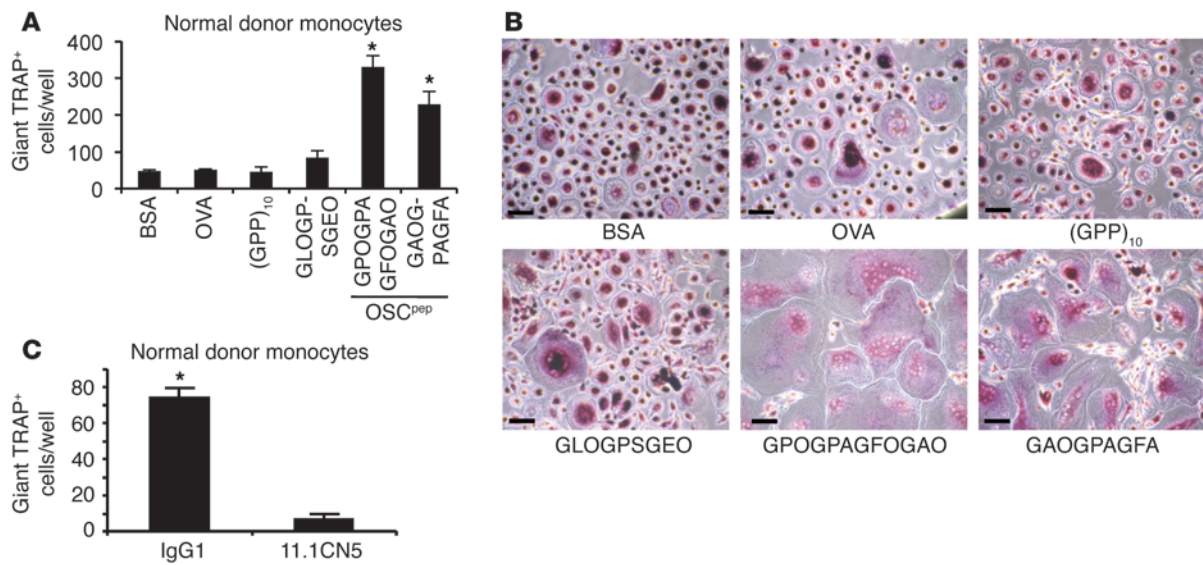 A
Normal donor monocytes
Giant TRAP+
cells/well
400
300
200
100
0
BSA
OVA
(GPP)10
GLOGP-
SGEO
GPOGPA
GFOGAO
GAOG-
PAGFA
*
*
OSCpep
B
BSA
OVA
(GPP)10
GLOGPSGEO
GPOGPAGFOGAO
GAOGPAGFA
C
Normal donor monocytes
Giant TRAP+
cells/well
80
60
40
20
0
*
IgG1
11.1CN5